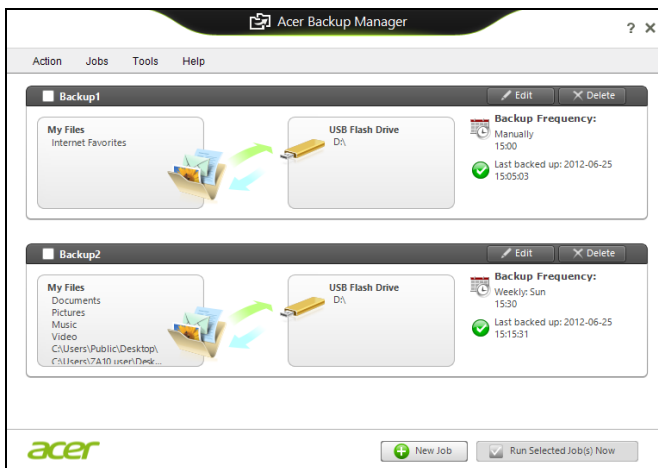 Acer Backup Manager
? X
Action Jobs Tools Help
Backup1
Edit
Delete
My Files
Internet Favorites
USB Flash Drive
D:\
Backup Frequency:
Manually
15:00
Last backed up: 2012-06-25
15:05:03
Backup2
Edit
Delete
My Files
Documents
Pictures
Music
Video
C:\Users\Public\Desktop\
C:\Users\ZA10 user\Desk...
USB Flash Drive
D:\
Backup Frequency:
Weekly: Sun
15:30
Last backed up: 2012-06-25
15:15:31
acer
New Job
Run Selected Job(s) Now